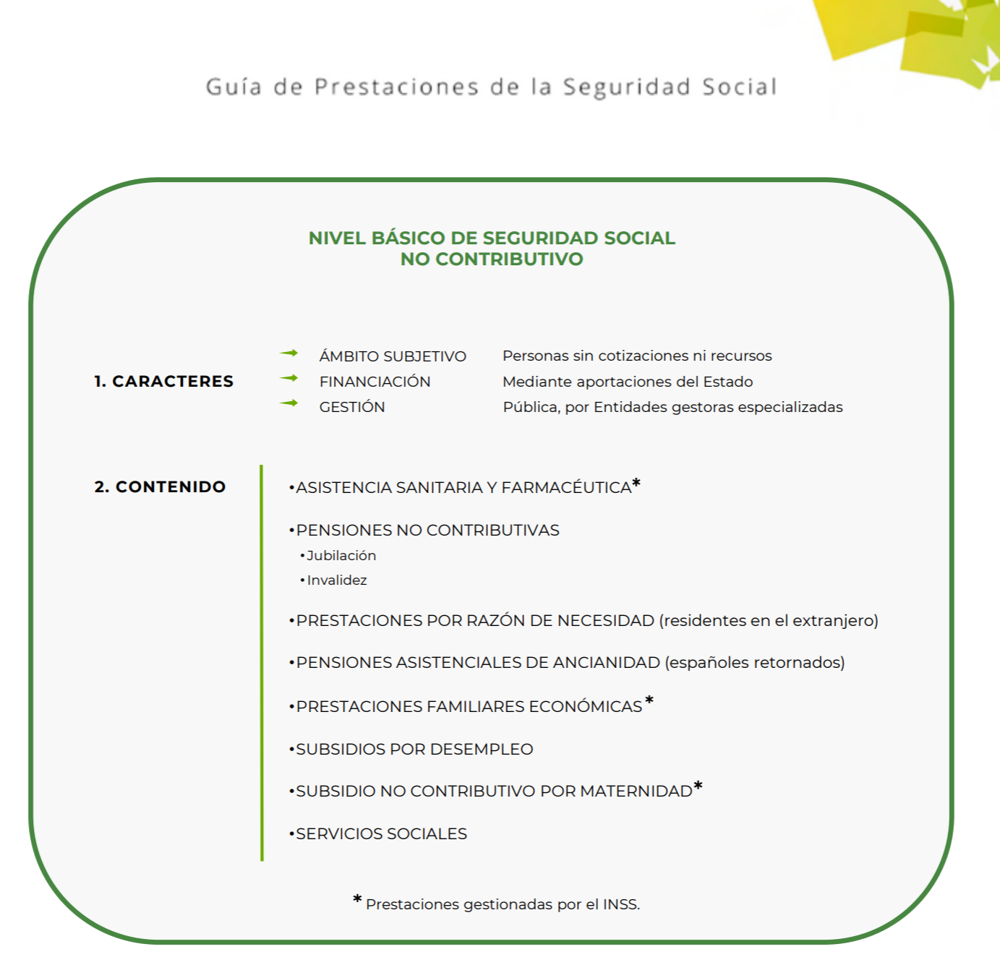 Guía de Prestaciones de la Seguridad Social
NIVEL BÁSICO DE SEGURIDAD SOCIAL
NO CONTRIBUTIVO
1. CARACTERES
ÁMBITO SUBJETIVO Personas sin cotizaciones ni recursos
FINANCIACIÓN Mediante aportaciones del Estado
GESTIÓN Pública, por Entidades gestoras especializadas
2. CONTENIDO
•ASISTENCIA SANITARIA Y FARMACÉUTICA*
•PENSIONES NO CONTRIBUTIVAS
•Jubilación
•Invalidez
•PRESTACIONES POR RAZÓN DE NECESIDAD (residentes en el extranjero)
•PENSIONES ASISTENCIALES DE ANCIANIDAD (españoles retornados)
•PRESTACIONES FAMILIARES ECONÓMICAS*
•SUBSIDIOS POR DESEMPLEO
•SUBSIDIO NO CONTRIBUTIVO POR MATERNIDAD*
•SERVICIOS SOCIALES
* Prestaciones gestionadas por el INSS.